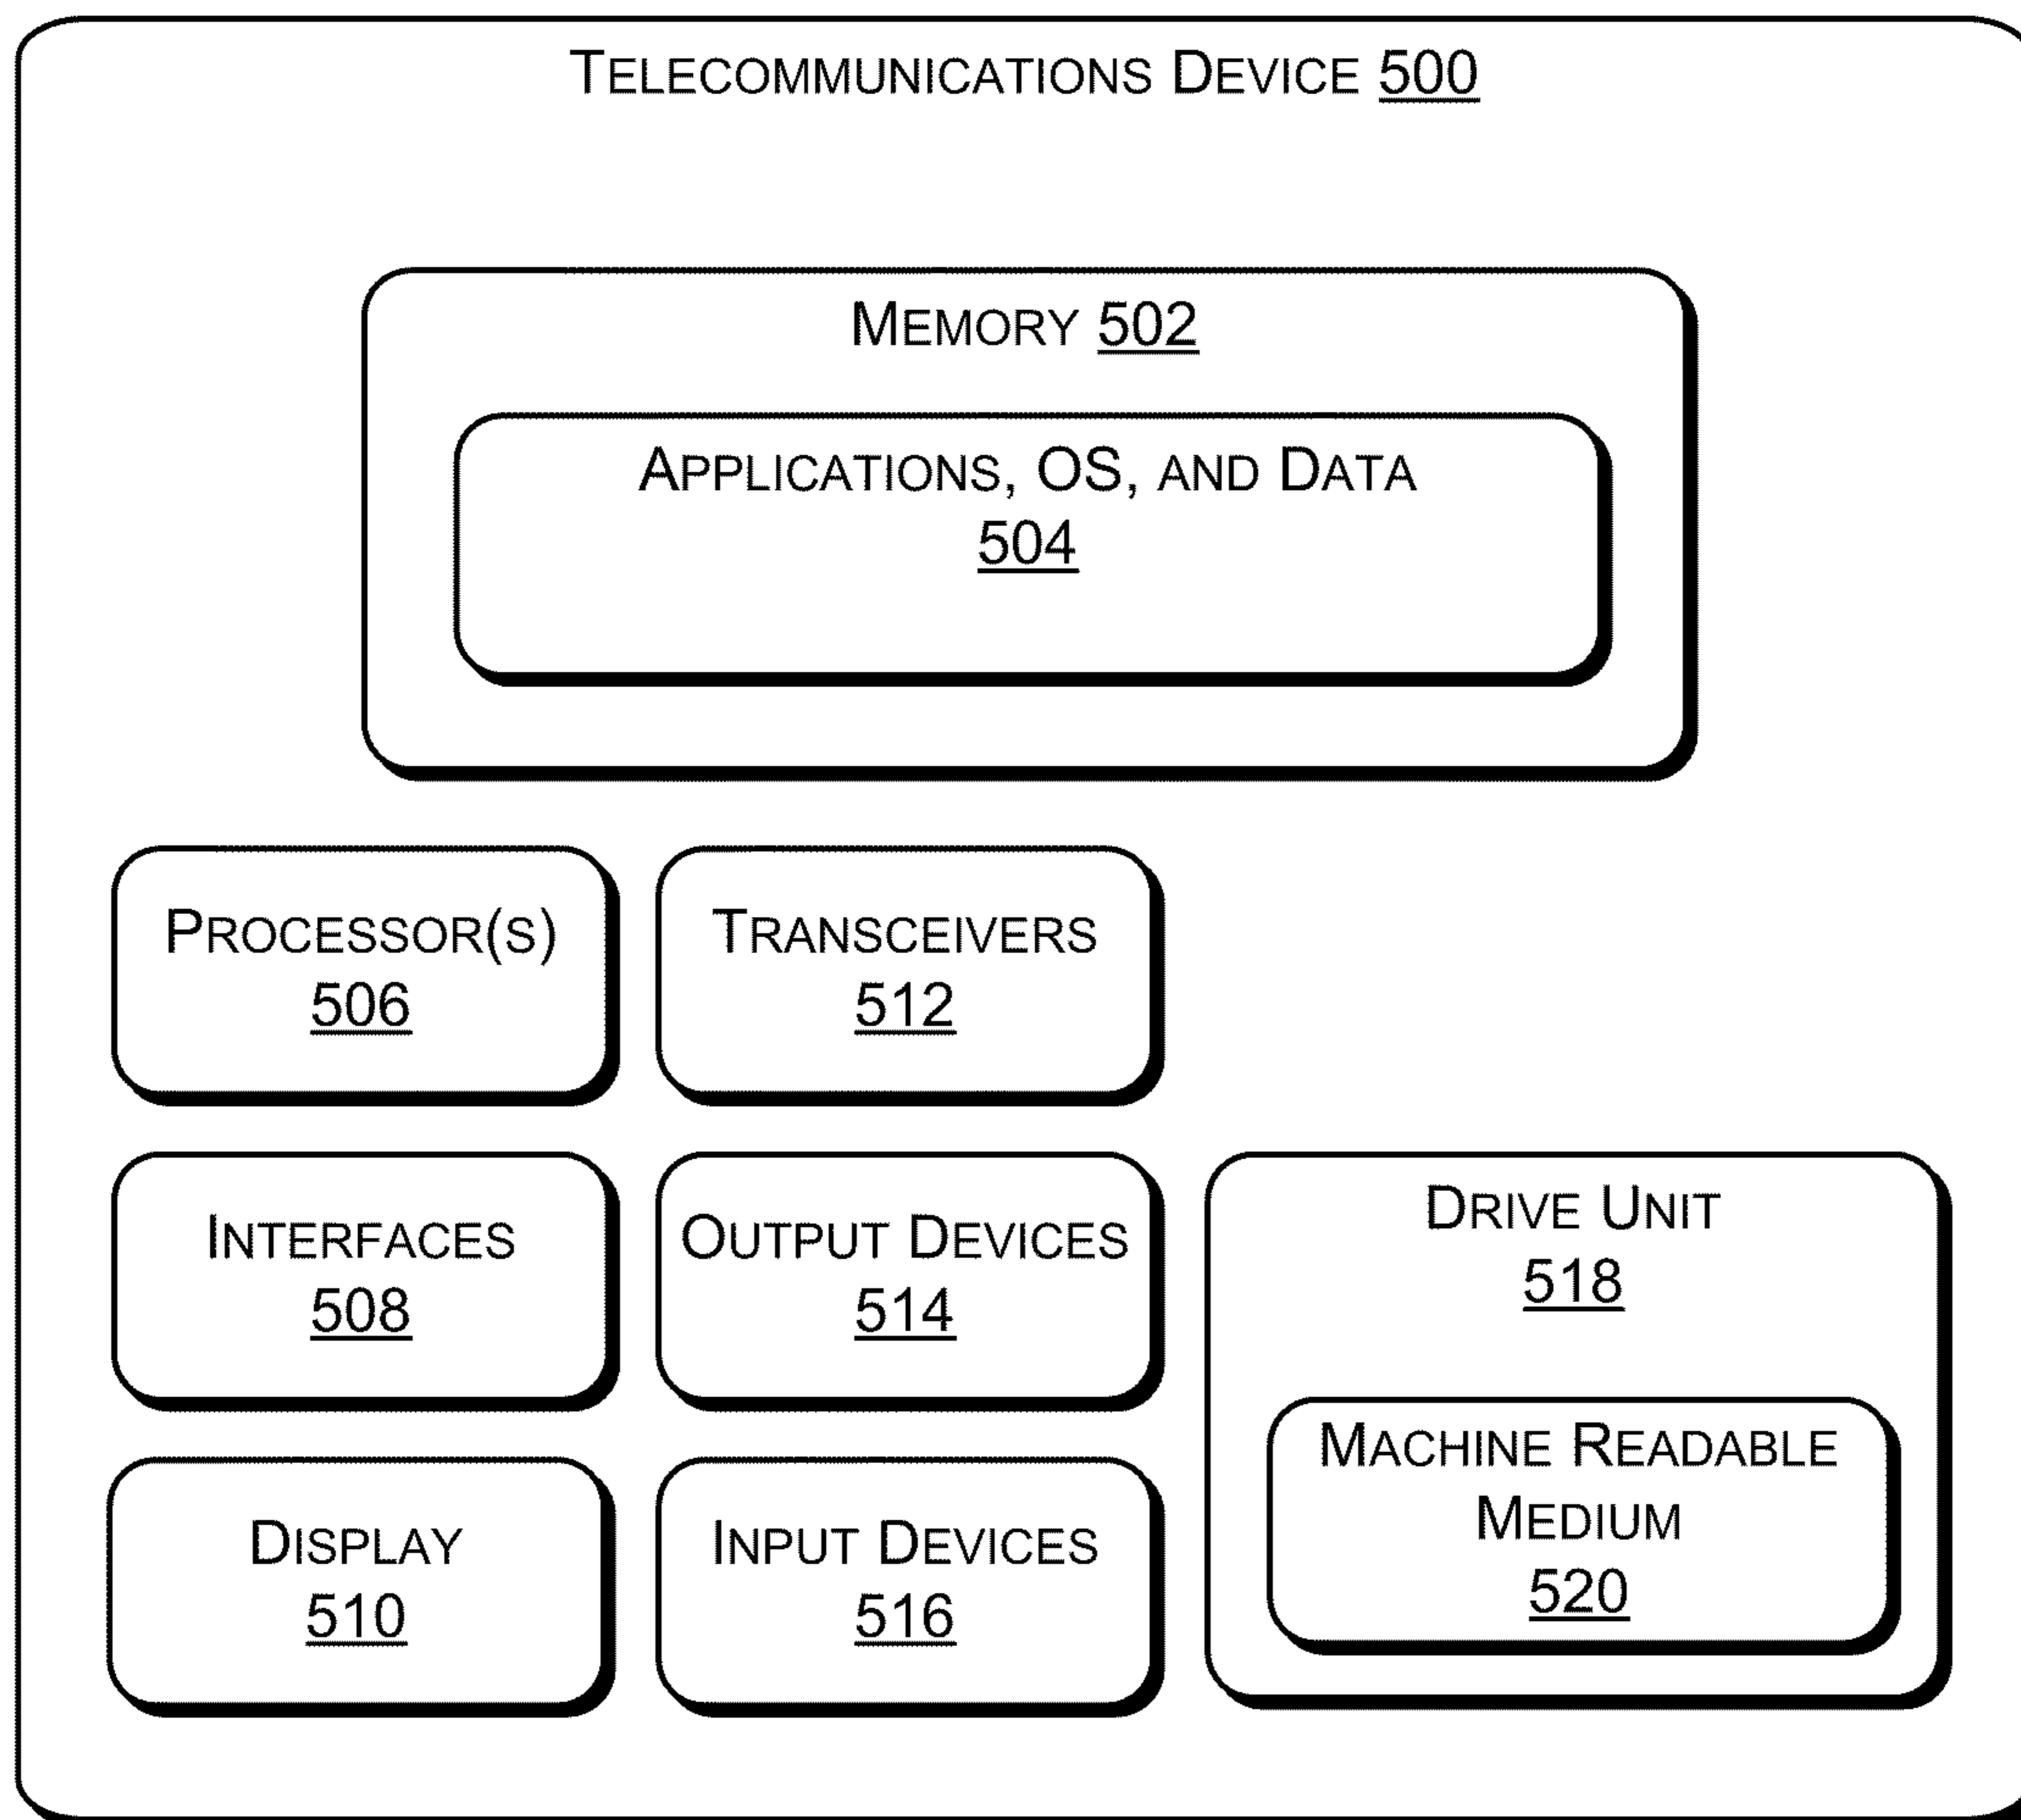 TELECOMMUNICATIONS DEVICE 500
MEMORY 502
APPLICATIONS, OS, AND DATA
504
PROCESSOR(S)
506
TRANSCEIVERS
512
INTERFACES
508
OUTPUT DEVICES
514
DRIVE UNIT
518
DISPLAY
510
INPUT DEVICES
516
MACHINE READABLE
MEDIUM
520